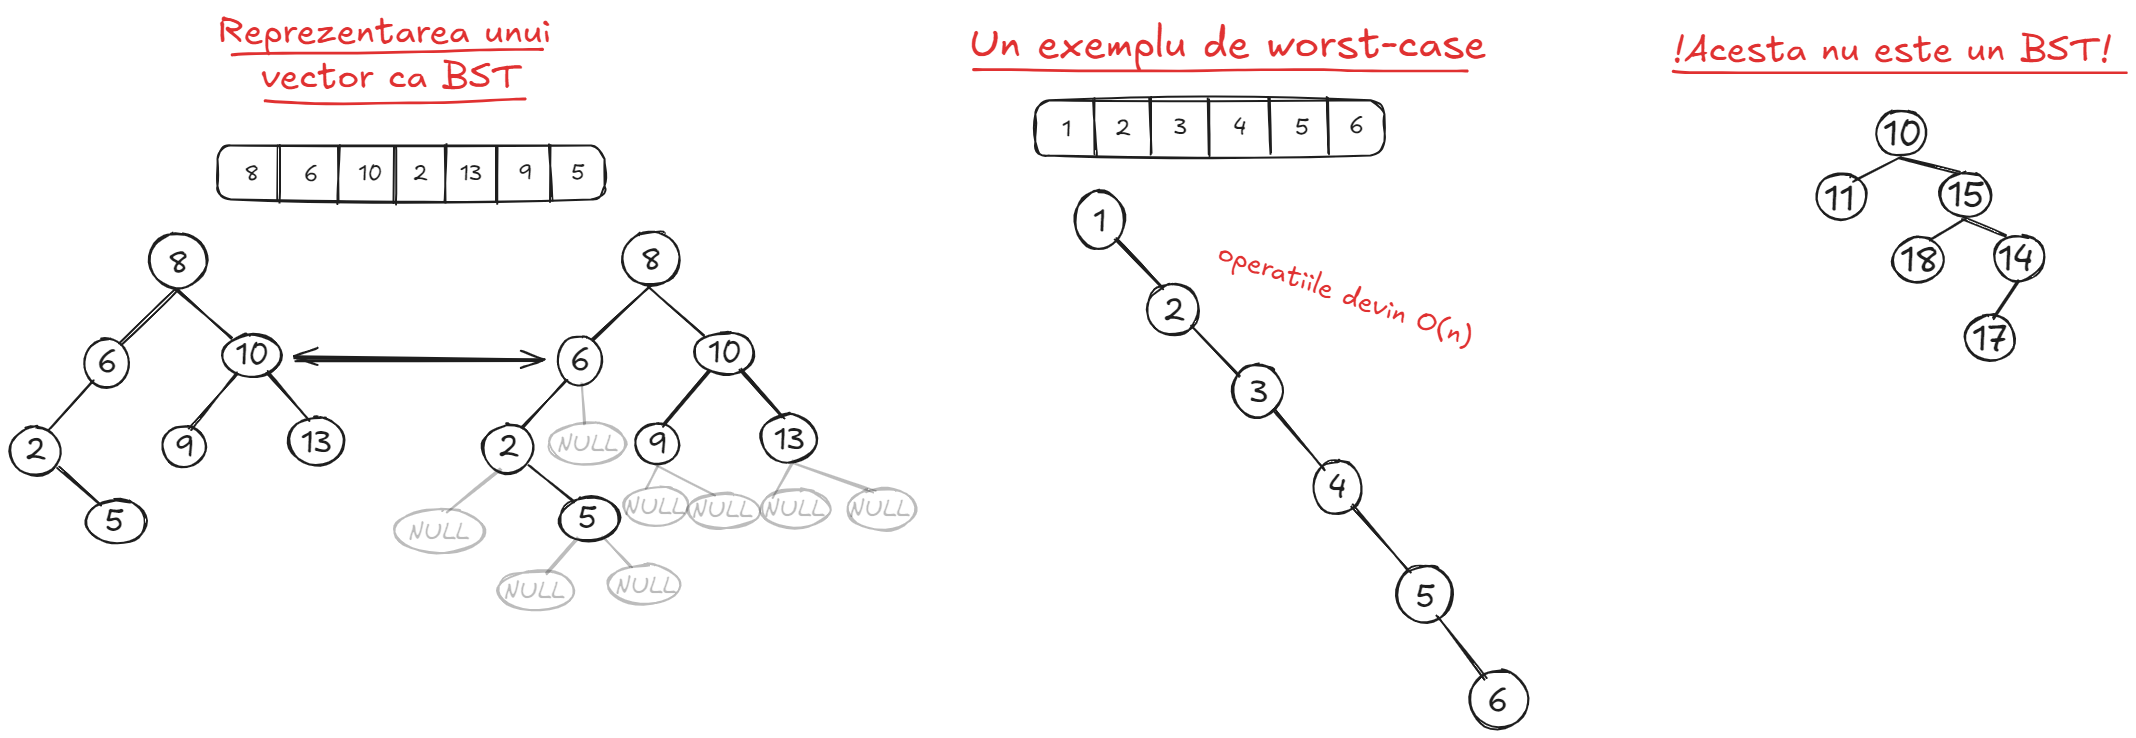 Reprezentarea unui
vector ca BST
8 6 10 2 13 9 5
8
6 10
2 9 13
5
8
6 10
2 NULL 9 13
NULL 5 NULL NULL NULL NULL
NULL NULL
Un exemplu de worst-case
1 2 3 4 5 6
1
2
3
4
5
6
operatiile devin O(n)
!Acesta nu este un BST!
10
11 15
18 14
17